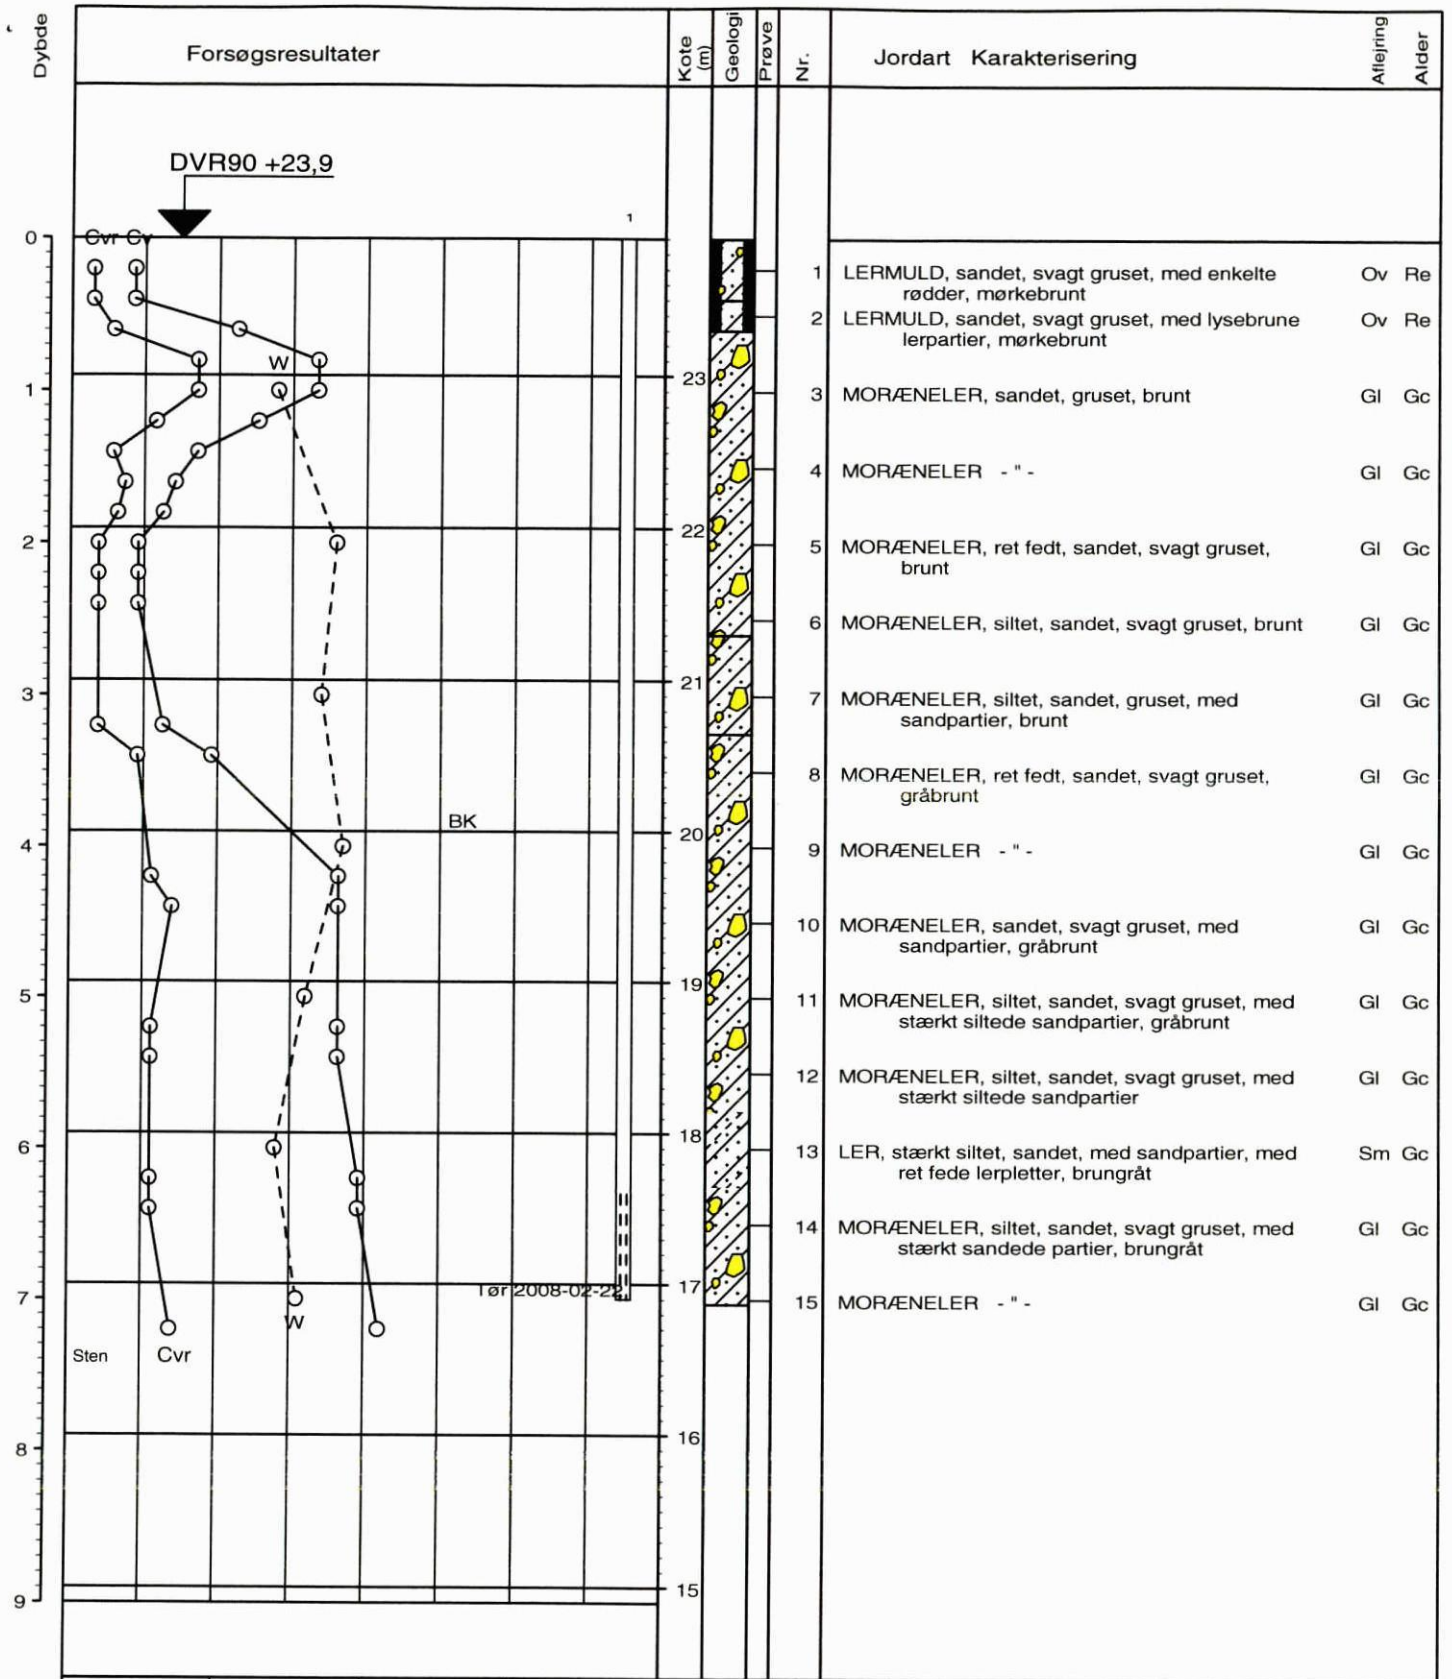 Dybde
Forsøgsresultater
Kote
(m)
Geologi
Prøve
Nr.
Jordart Karakterisering
Aflejring
Alder
DVR90 +23,9
1
0
Cvr Cv
1 LERMULD, sandet, svagt gruset, med enkelte Ov Re
rødder, mørkebrunt
2 LERMULD, sandet, svagt gruset, med lysebrune Ov Re
lerpartier, mørkebrunt
W
23
1
3 MORÆNELER, sandet, gruset, brunt Gl Gc
4 MORÆNELER - " - Gl Gc
22
2
5 MORÆNELER, ret fedt, sandet, svagt gruset, Gl Gc
brunt
6 MORÆNELER, siltet, sandet, svagt gruset, brunt Gl Gc
21
3
7 MORÆNELER, siltet, sandet, gruset, med Gl Gc
sandpartier, brunt
8 MORÆNELER, ret fedt, sandet, svagt gruset, Gl Gc
gråbrunt
BK
20
4
9 MORÆNELER - " - Gl Gc
10 MORÆNELER, sandet, svagt gruset, med Gl Gc
sandpartier, gråbrunt
19
5
11 MORÆNELER, siltet, sandet, svagt gruset, med Gl Gc
stærkt siltede sandpartier, gråbrunt
12 MORÆNELER, siltet, sandet, svagt gruset, med Gl Gc
stærkt siltede sandpartier
18
6
13 LER, stærkt siltet, sandet, med sandpartier, med Sm Gc
ret fede lerpletter, brungråt
14 MORÆNELER, siltet, sandet, svagt gruset, med Gl Gc
stærkt sandede partier, brungråt
17
Tør 2008-02-22
7
15 MORÆNELER - " - Gl Gc
W
Sten
Cvr
16
8
15
9